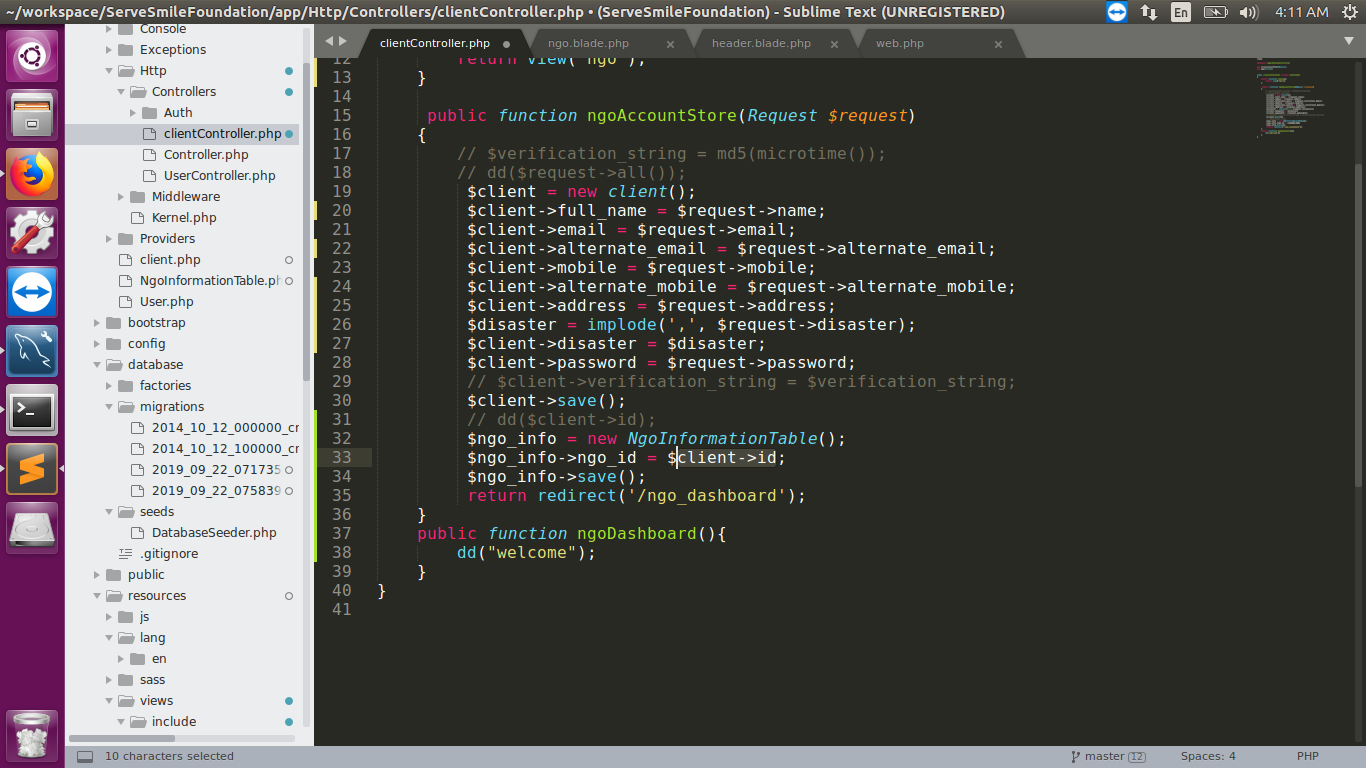 ~/workspace/ServeSmileFoundation/app/Http/Controllers/clientController.php • (ServeSmileFoundation) - Sublime Text (UNREGISTERED)
En
4:11 AM
Console
Exceptions
Http
Controllers
Auth
clientController.php
Controller.php
UserController.php
Middleware
Kernel.php
Providers
client.php
NgoInformationTable.ph
User.php
bootstrap
config
database
factories
migrations
2014_10_12_000000_cr
2014_10_12_100000_cr
2019_09_22_071735
2019_09_22_075839
seeds
DatabaseSeeder.php
.gitignore
public
resources
js
lang
en
sass
views
include
clientController.php
ngo.blade.php
header.blade.php
web.php
12 return view('ngo');
13 }
14
15 public function ngoAccountStore(Request $request)
16 {
17 // $verification_string = md5(microtime());
18 // dd($request->all());
19 $client = new client();
20 $client->full_name = $request->name;
21 $client->email = $request->email;
22 $client->alternate_email = $request->alternate_email;
23 $client->mobile = $request->mobile;
24 $client->alternate_mobile = $request->alternate_mobile;
25 $client->address = $request->address;
26 $disaster = implode(',', $request->disaster);
27 $client->disaster = $disaster;
28 $client->password = $request->password;
29 // $client->verification_string = $verification_string;
30 $client->save();
31 // dd($client->id);
32 $ngo_info = new NgoInformationTable();
33 $ngo_info->ngo_id = $client->id;
34 $ngo_info->save();
35 return redirect('/ngo_dashboard');
36 }
37 public function ngoDashboard(){
38 dd("welcome");
39 }
40 }
41
10 characters selected
master 12
Spaces: 4
PHP